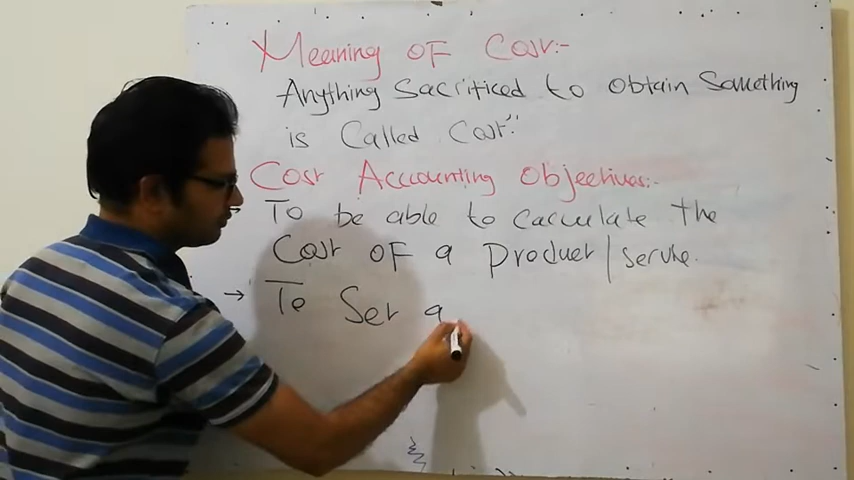 Meaning OF Cost:-
Anything Sacrificed to Obtain Something
is Called Cost".
Cost Accounting Objectives:-
→ To be able to calculate the
Cost OF a Product/service.
→ To Set a